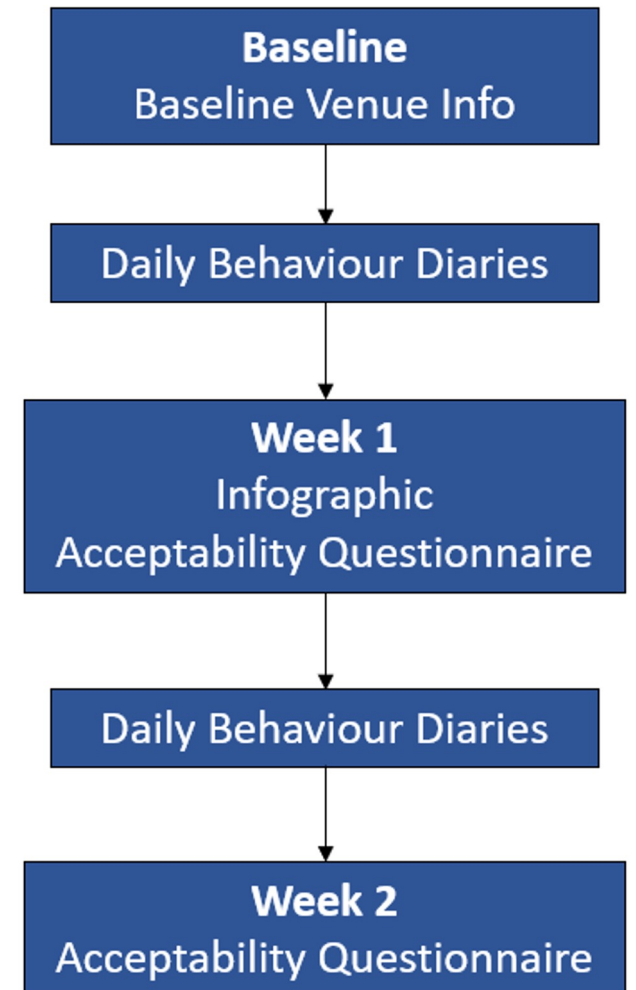 Baseline
Baseline Venue Info
Daily Behaviour Diaries
Week 1
Infographic
Acceptability Questionnaire
Daily Behaviour Diaries
Week 2
Acceptability Questionnaire